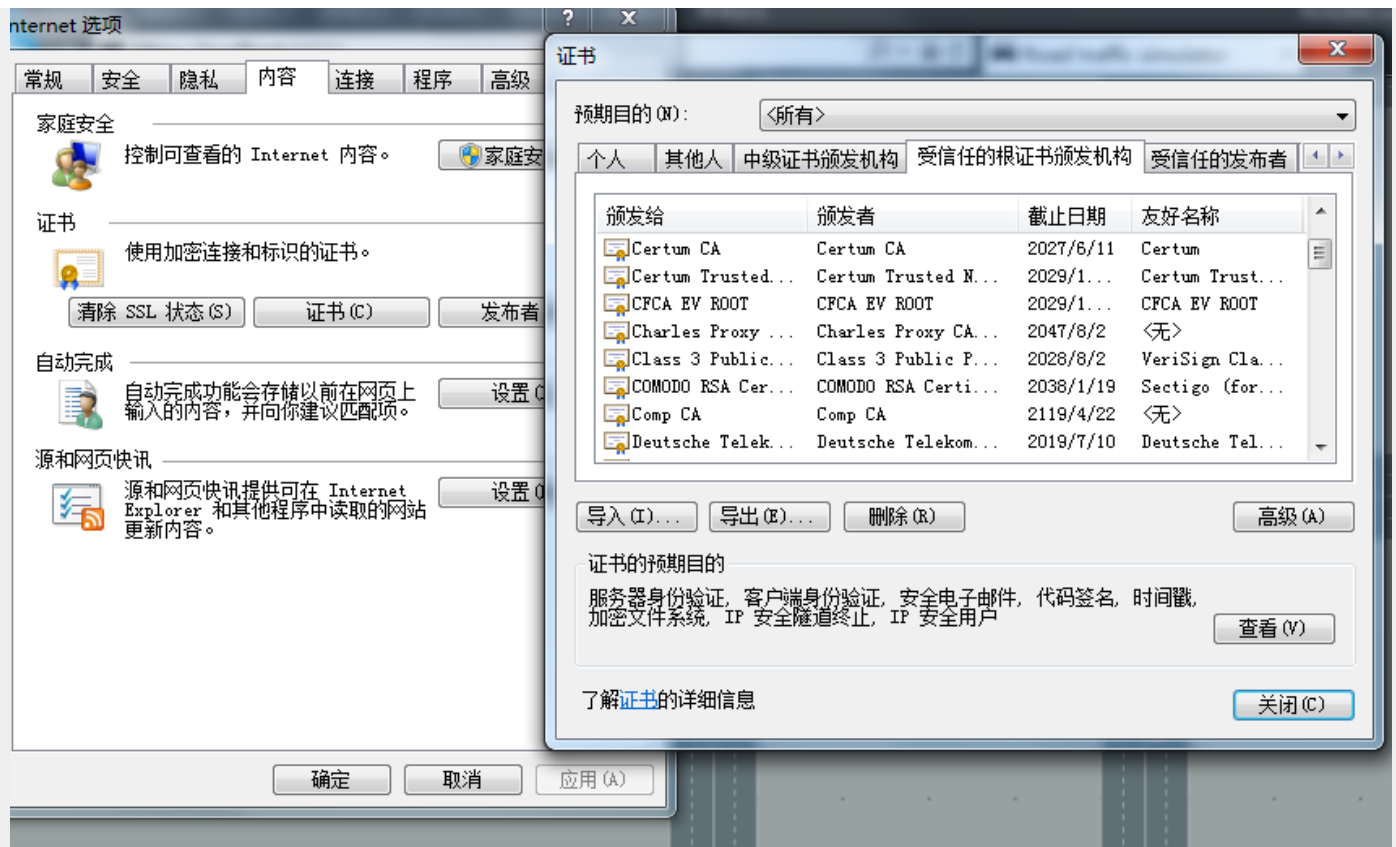 nternet 选项
常规 安全 隐私 内容 连接 程序 高级
家庭安全
控制可查看的 Internet 内容。
家庭安
证书
使用加密连接和标识的证书。
清除 SSL 状态(S) 证书(C) 发布者
自动完成
自动完成功能会存储以前在网页上
输入的内容，并向你建议匹配项。
设置
源和网页快讯
源和网页快讯提供可在 Internet
Explorer 和其他程序中读取的网站
更新内容。
设置
确定 取消 应用(A)
证书
预期目的(N): <所有>
个人 其他人 中级证书颁发机构 受信任的根证书颁发机构 受信任的发布者
颁发给 颁发者 截止日期 友好名称
Certum CA Certum CA 2027/6/11 Certum
Certum Trusted... Certum Trusted N... 2029/1... Certum Trust...
CFCA EV ROOT CFCA EV ROOT 2029/1... CFCA EV ROOT
Charles Proxy ... Charles Proxy CA... 2047/8/2 <无>
Class 3 Public... Class 3 Public P... 2028/8/2 VeriSign Cla...
COMODO RSA Cer... COMODO RSA Certi... 2038/1/19 Sectigo (for...
Comp CA Comp CA 2119/4/22 <无>
Deutsche Telek... Deutsche Telekom... 2019/7/10 Deutsche Tel...
导入(I)... 导出(E)... 删除(R) 高级(A)
证书的预期目的
服务器身份验证, 客户端身份验证, 安全电子邮件, 代码签名, 时间戳,
加密文件系统, IP 安全隧道终止, IP 安全用户
查看(V)
了解证书的详细信息
关闭(C)